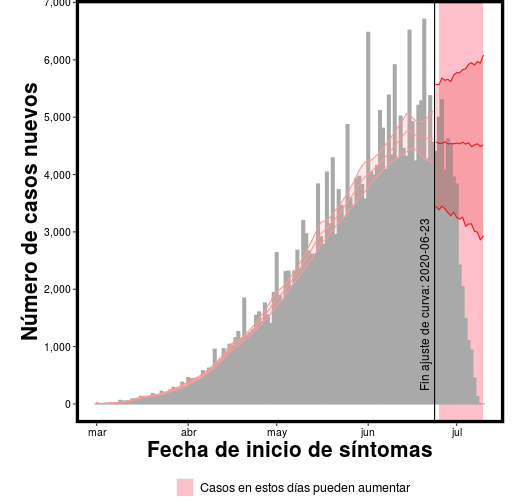 7,000
6,000
5,000
4,000
3,000
2,000
1,000
0
Número de casos nuevos
Fin ajuste de curva: 2020-06-23
mar abr may jun jul
Fecha de inicio de síntomas
Casos en estos días pueden aumentar